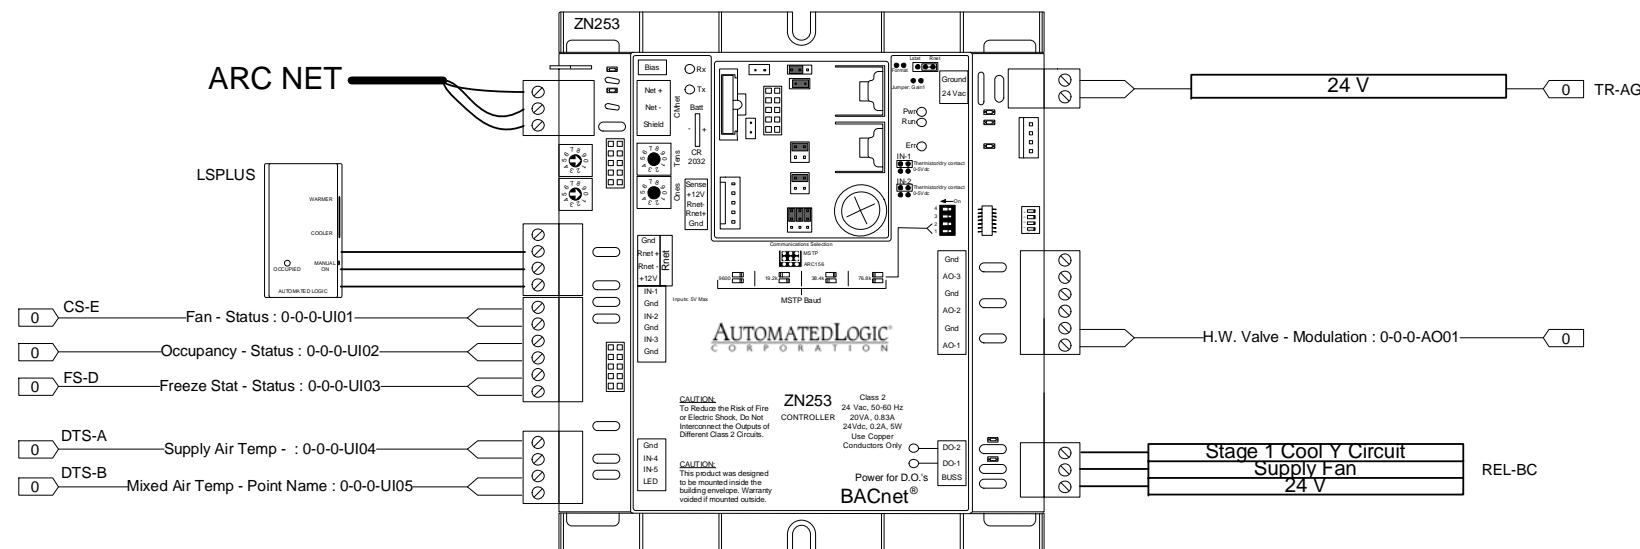 ZN253
ARC NET
Bias
Rx
Tx
Net +
Net -
Shield
CMnet
Batt
- +
CR
2032
Tens
Ones
Sense
+12V
Rnet-
Rnet+
Gnd
Lstat Rnet
Format
Jumper: Gain1
Ground
24 Vac
Pwr
Run
Err
IN-1
Thermistor/dry contact
0-5Vdc
IN-2
Thermistor/dry contact
0-5Vdc
On
4
3
2
1
24 V
0
TR-AG
LSPLUS
WARMER
COOLER
OCCUPIED
MANUAL
ON
AUTOMATED LOGIC
Gnd
Rnet +
Rnet -
+12V
Rnet
IN-1
Gnd
IN-2
Gnd
IN-3
Gnd
Inputs: 5V Max
Communications Selection
MSTP
ARC156
9600
19.2k
38.4k
76.8k
MSTP Baud
Gnd
AO-3
Gnd
AO-2
Gnd
AO-1
AUTOMATEDLOGIC®
CORPORATION
0
CS-E
Fan - Status : 0-0-0-UI01
0
Occupancy - Status : 0-0-0-UI02
0
FS-D
Freeze Stat - Status : 0-0-0-UI03
H.W. Valve - Modulation : 0-0-0-AO01
0
CAUTION:
To Reduce the Risk of Fire
or Electric Shock, Do Not
Interconnect the Outputs of
Different Class 2 Circuits.
ZN253
CONTROLLER
Class 2
24 Vac, 50-60 Hz
20VA, 0.83A
24Vdc, 0.2A, 5W
Use Copper
Conductors Only
0
DTS-A
Supply Air Temp - : 0-0-0-UI04
0
DTS-B
Mixed Air Temp - Point Name : 0-0-0-UI05
Gnd
IN-4
IN-5
LED
CAUTION:
This product was designed
to be mounted inside the
building envelope. Warranty
voided if mounted outside.
DO-2
DO-1
BUSS
Power for D.O.'s
BACnet®
Stage 1 Cool Y Circuit
Supply Fan
24 V
REL-BC